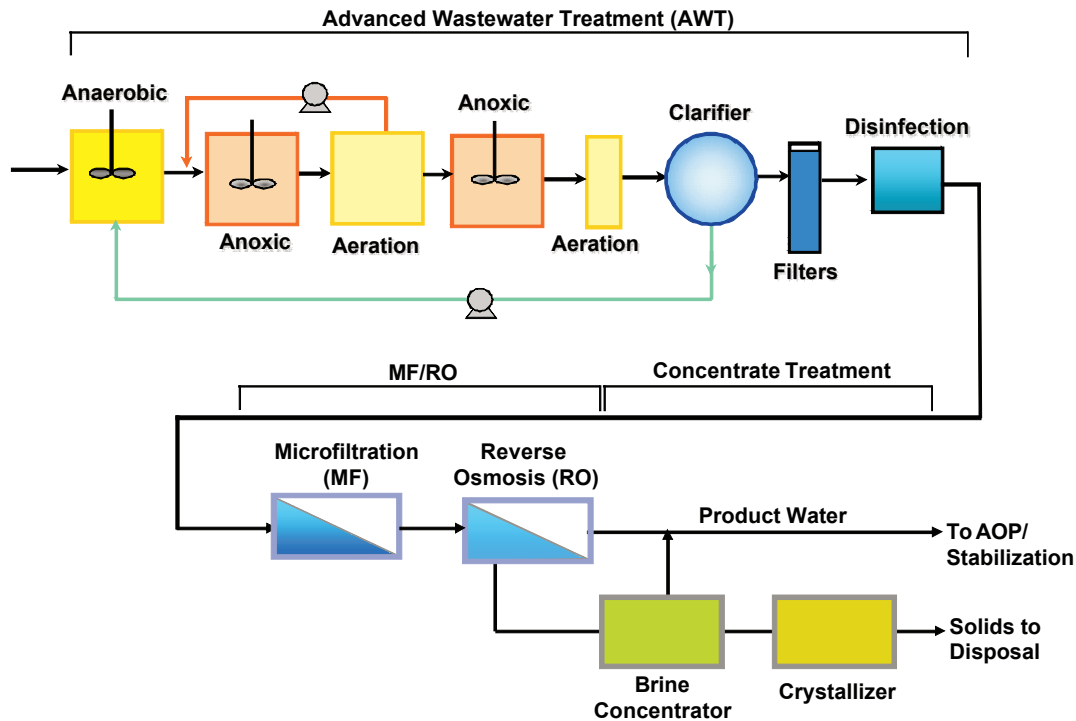 Advanced Wastewater Treatment (AWT)
Anaerobic
Anoxic
Clarifier
Disinfection
Anoxic
Aeration
Aeration
Filters
MF/RO
Concentrate Treatment
Microfiltration
(MF)
Reverse
Osmosis (RO)
Product Water
To AOP/
Stabilization
Solids to
Disposal
Brine
Concentrator
Crystallizer